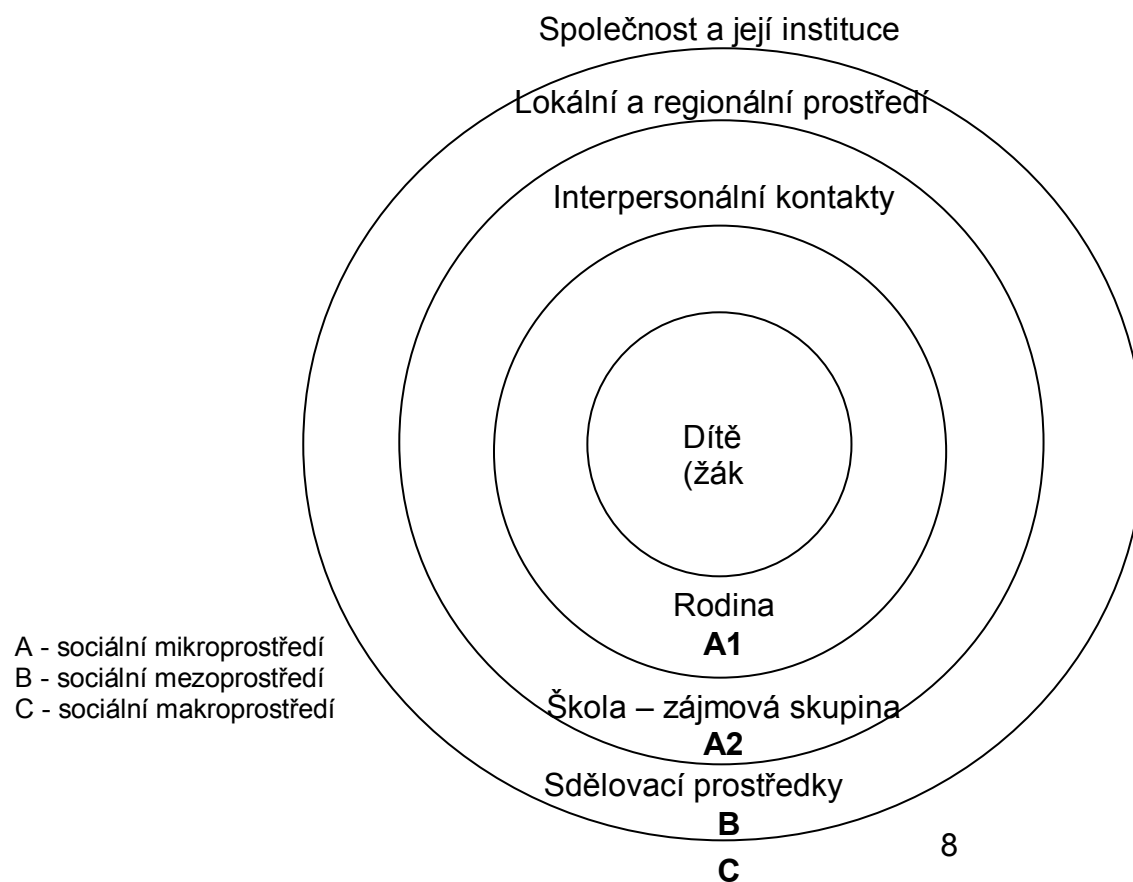 Společnost a její instituce
Lokální a regionální prostředí
Interpersonální kontakty
Dítě
(žák
Rodina
A1
A - sociální mikroprostředí
B - sociální mezoprostředí
C - sociální makroprostředí
Škola – zájmová skupina
A2
Sdělovací prostředky
B
8
C